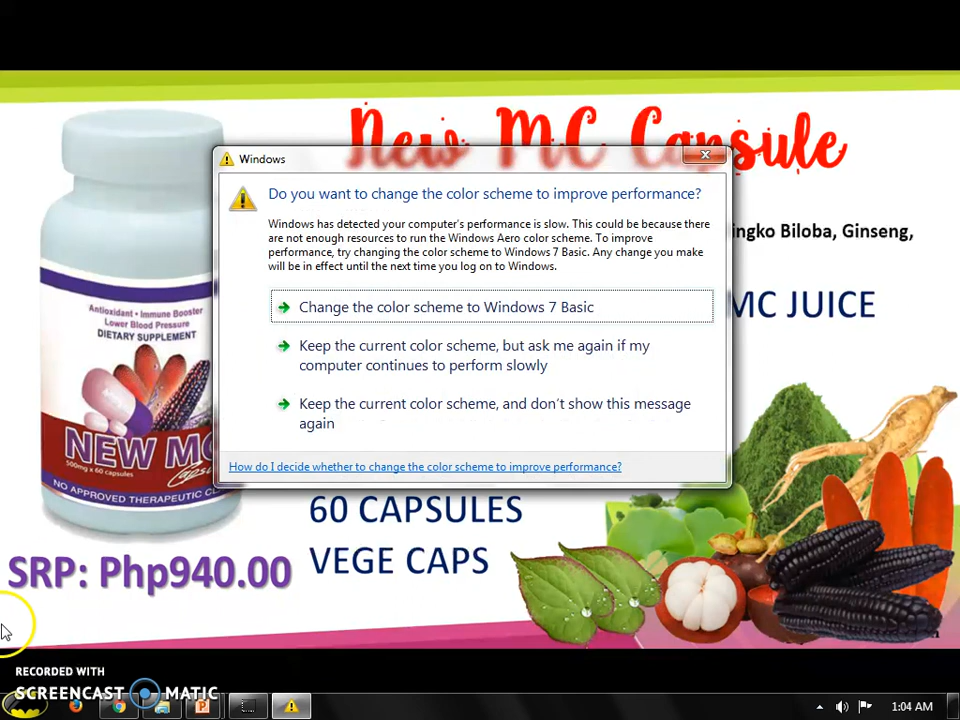 New MC Capsule
Windows
Do you want to change the color scheme to improve performance?
Windows has detected your computer's performance is slow. This could be because there
are not enough resources to run the Windows Aero color scheme. To improve
performance, try changing the color scheme to Windows 7 Basic. Any change you make
will be in effect until the next time you log on to Windows.
Change the color scheme to Windows 7 Basic
Keep the current color scheme, but ask me again if my
computer continues to perform slowly
Keep the current color scheme, and don't show this message
again
How do I decide whether to change the color scheme to improve performance?
Biloba, Ginseng,
MC JUICE
Antioxidant • Immune Booster
Lower Blood Pressure
DIETARY SUPPLEMENT
NEW MC
500mg x 60 capsules
NO APPROVED THERAPEUTIC
60 CAPSULES
VEGE CAPS
SRP: Php940.00
RECORDED WITH
SCREENCAST MATIC
1:04 AM